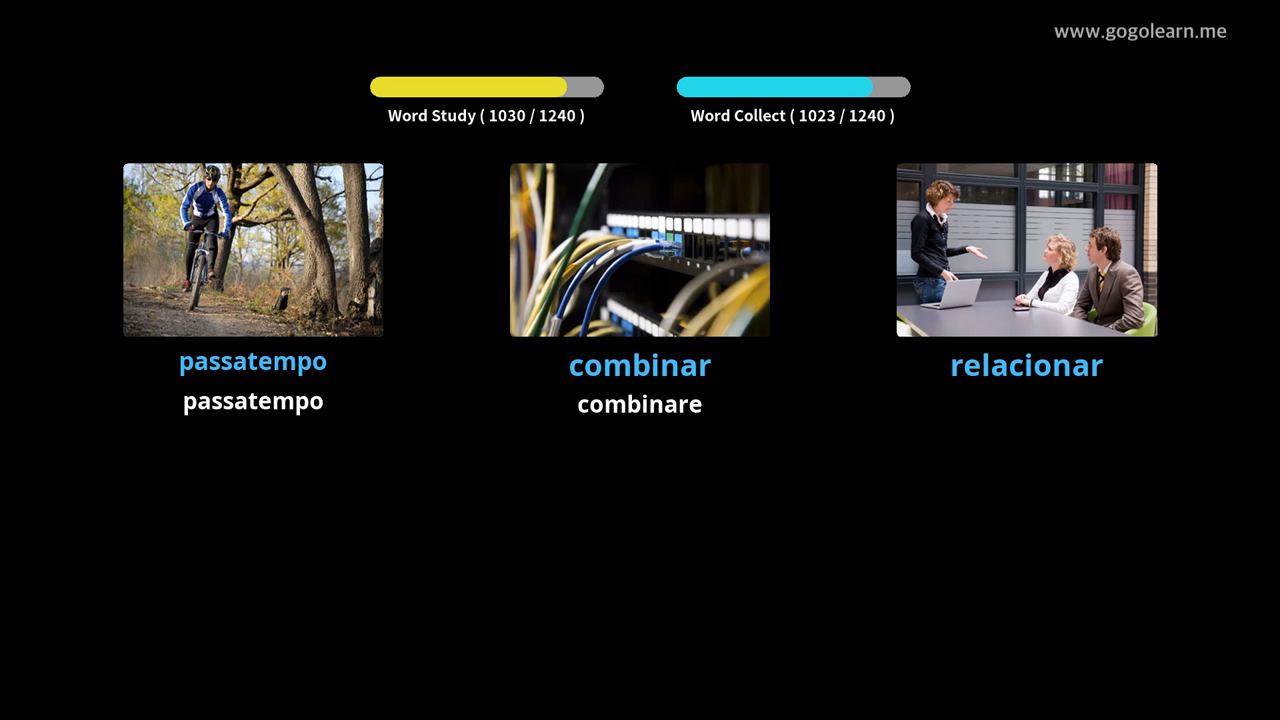 www.gogolearn.me
Word Study ( 1030 / 1240 )
Word Collect ( 1023 / 1240 )
passatempo
passatempo
combinar
combinare
relacionar